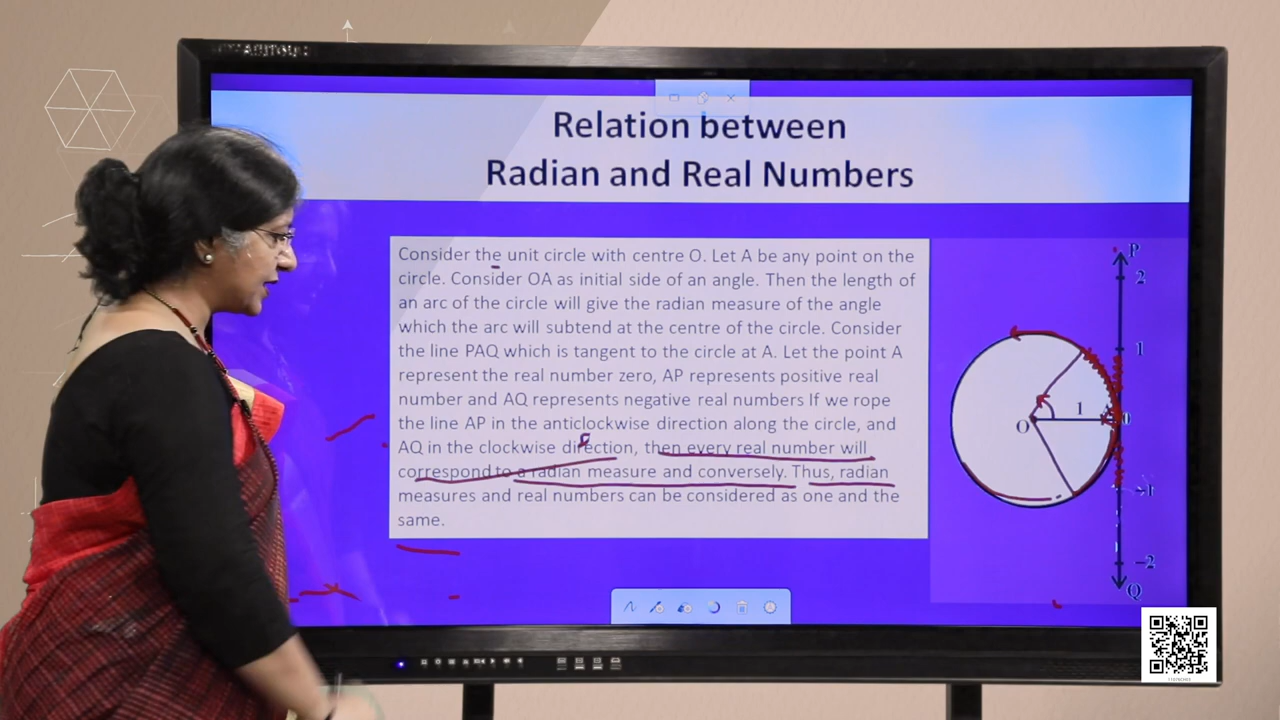 Relation between
Radian and Real Numbers
Consider the unit circle with centre O. Let A be any point on the
circle. Consider OA as initial side of an angle. Then the length of
an arc of the circle will give the radian measure of the angle
which the arc will subtend at the centre of the circle. Consider
the line PAQ which is tangent to the circle at A. Let the point A
represent the real number zero, AP represents positive real
number and AQ represents negative real numbers If we rope
the line AP in the anticlockwise direction along the circle, and
AQ in the clockwise direction, then every real number will
correspond to a radian measure and conversely. Thus, radian
measures and real numbers can be considered as one and the
same.
P
2
1
1
O
0
-1
-2
Q